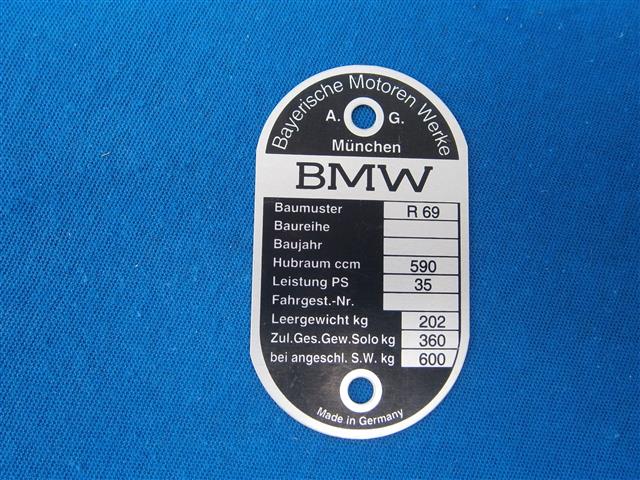 Bayerische Motoren Werke
A. G.
München
BMW
Baumuster R 69
Baureihe
Baujahr
Hubraum ccm 590
Leistung PS 35
Fahrgest.-Nr.
Leergewicht kg 202
Zul.Ges.Gew.Solo kg 360
bei angeschl. S.W. kg 600
Made in Germany